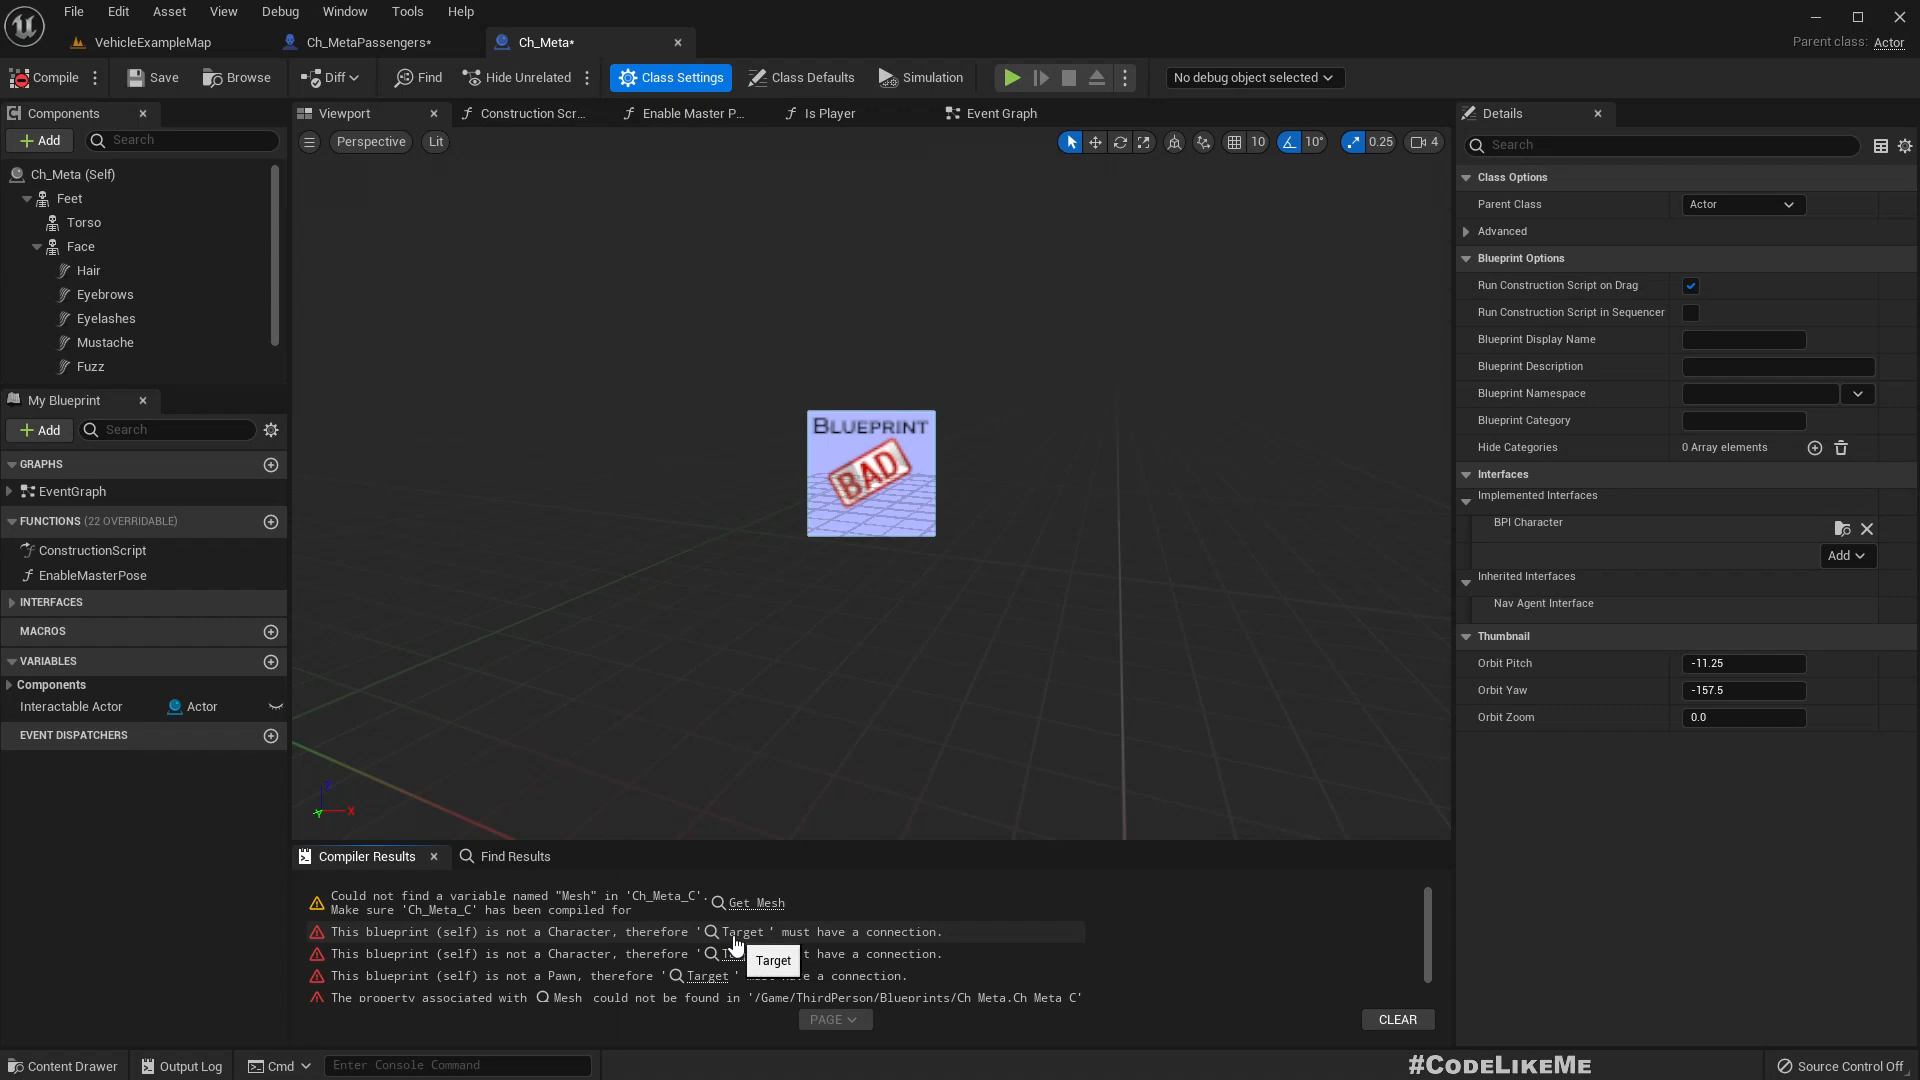 File Edit Asset View Debug Window Tools Help
VehicleExampleMap Ch_MetaPassengers* Ch_Meta*
Parent class: Actor
Compile Save Browse Diff Find Hide Unrelated Class Settings Class Defaults Simulation No debug object selected
Components
Add Search
Ch_Meta (Self)
Feet
Torso
Face
Hair
Eyebrows
Eyelashes
Mustache
Fuzz
My Blueprint
Add Search
GRAPHS
EventGraph
FUNCTIONS (22 OVERRIDABLE)
ConstructionScript
EnableMasterPose
INTERFACES
MACROS
VARIABLES
Components
Interactable Actor Actor
EVENT DISPATCHERS
Viewport Construction Scr... Enable Master P... Is Player Event Graph
Perspective Lit 10 10° 0.25 4
BLUEPRINT
BAD
Z
X
Y
Compiler Results Find Results
Could not find a variable named "Mesh" in 'Ch_Meta_C'.
Make sure 'Ch_Meta_C' has been compiled for Get Mesh
This blueprint (self) is not a Character, therefore ' Target ' must have a connection.
This blueprint (self) is not a Character, therefore ' t have a connection.
Target
This blueprint (self) is not a Pawn, therefore ' Target ' must have a connection.
The property associated with Mesh could not be found in '/Game/ThirdPerson/Blueprints/Ch_Meta.Ch_Meta_C'
PAGE CLEAR
Details
Search
Class Options
Parent Class Actor
Advanced
Blueprint Options
Run Construction Script on Drag
Run Construction Script in Sequencer
Blueprint Display Name
Blueprint Description
Blueprint Namespace
Blueprint Category
Hide Categories 0 Array elements
Interfaces
Implemented Interfaces
BPI Character
Add
Inherited Interfaces
Nav Agent Interface
Thumbnail
Orbit Pitch -11.25
Orbit Yaw -157.5
Orbit Zoom 0.0
Content Drawer Output Log Cmd Enter Console Command #CodeLikeMe Source Control Off